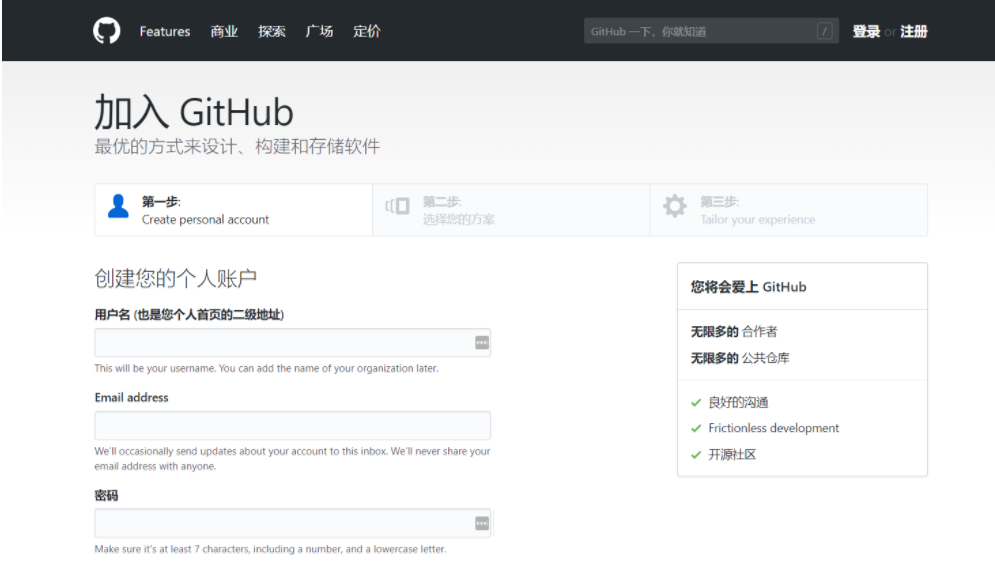 Features 商业 探索 广场 定价 GitHub 一下，你就知道 / 登录 or 注册
加入 GitHub
最优的方式来设计、构建和存储软件
第一步:
Create personal account
第二步:
选择您的方案
第三步:
Tailor your experience
创建您的个人账户
用户名 (也是您个人首页的二级地址)
This will be your username. You can add the name of your organization later.
Email address
We'll occasionally send updates about your account to this inbox. We'll never share your
email address with anyone.
密码
Make sure it's at least 7 characters, including a number, and a lowercase letter.
您将会爱上 GitHub
无限多的 合作者
无限多的 公共仓库
良好的沟通
Frictionless development
开源社区